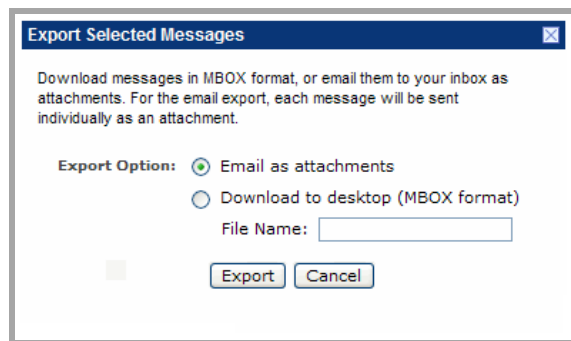 Export Selected Messages
Download messages in MBOX format, or email them to your inbox as
attachments. For the email export, each message will be sent
individually as an attachment.
Export Option: Email as attachments
Download to desktop (MBOX format)
File Name:
Export Cancel